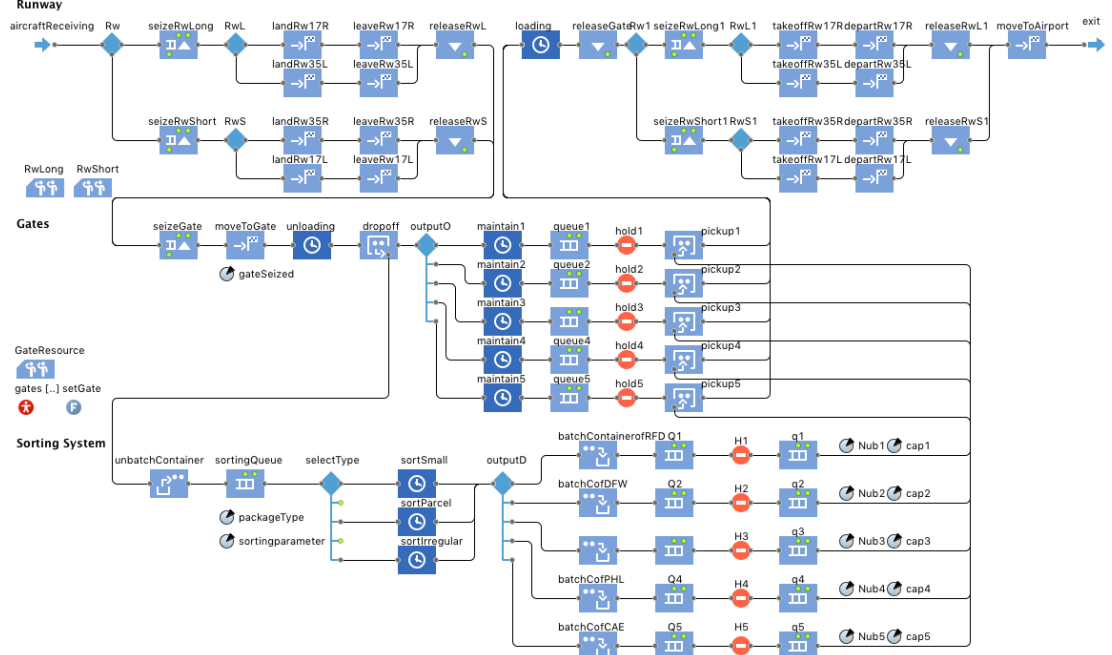 Runway
aircraftReceiving Rw seizeRwLong RwL landRw17R leaveRw17R releaseRwL loading releaseGate Rw1 seizeRwLong1 RwL1 takeoffRw17R departRw17R releaseRwL1 moveToAirport exit
landRw35L leaveRw35L takeoffRw35L departRw35L
seizeRwShort RwS landRw35R leaveRw35R releaseRwS seizeRwShort1 RwS1 takeoffRw35R departRw35R releaseRwS1
landRw17L leaveRw17L takeoffRw17L departRw17L
RwLong RwShort
Gates
seizeGate moveToGate unloading dropoff outputO maintain1 queue1 hold1 pickup1
gateSeized
maintain2 queue2 hold2 pickup2
maintain3 hold3 pickup3
maintain4 queue4 hold4 pickup4
GateResource
maintain5 queue5 hold5 pickup5
gates [..] setGate
Sorting System
batchContainerofRFD Q1 H1 q1 Nub1 cap1
unbatchContainer sortingQueue selectType sortSmall outputD
batchCofDFW Q2 H2 q2 Nub2 cap2
packageType
sortParcel
sortingparameter
sortIrregular
H3 q3 Nub3 cap3
batchCofPHL Q4 H4 q4 Nub4 cap4
batchCofCAE Q5 H5 q5 Nub5 cap5